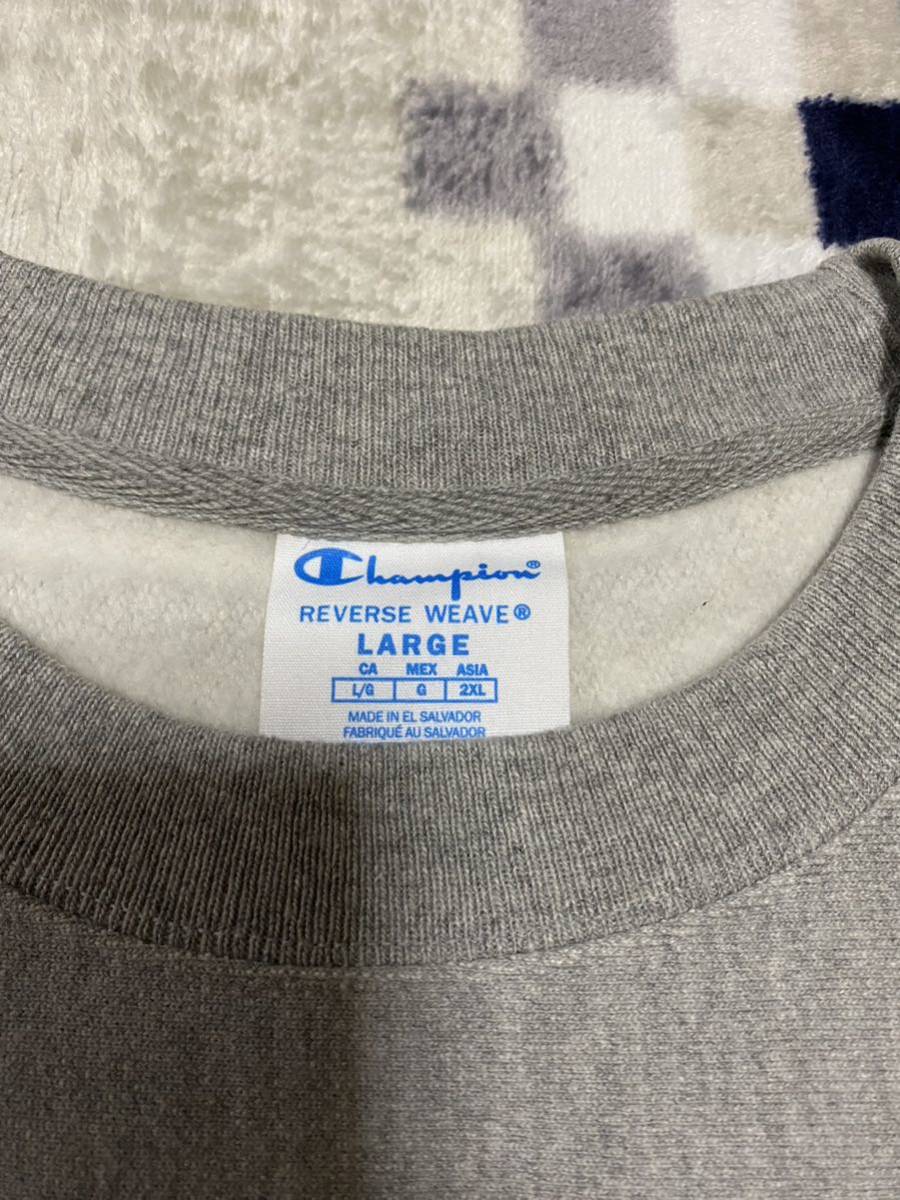 Champion®
REVERSE WEAVE®
LARGE
CA MEX ASIA
L/G G 2XL
MADE IN EL SALVADOR
FABRIQUÉ AU SALVADOR